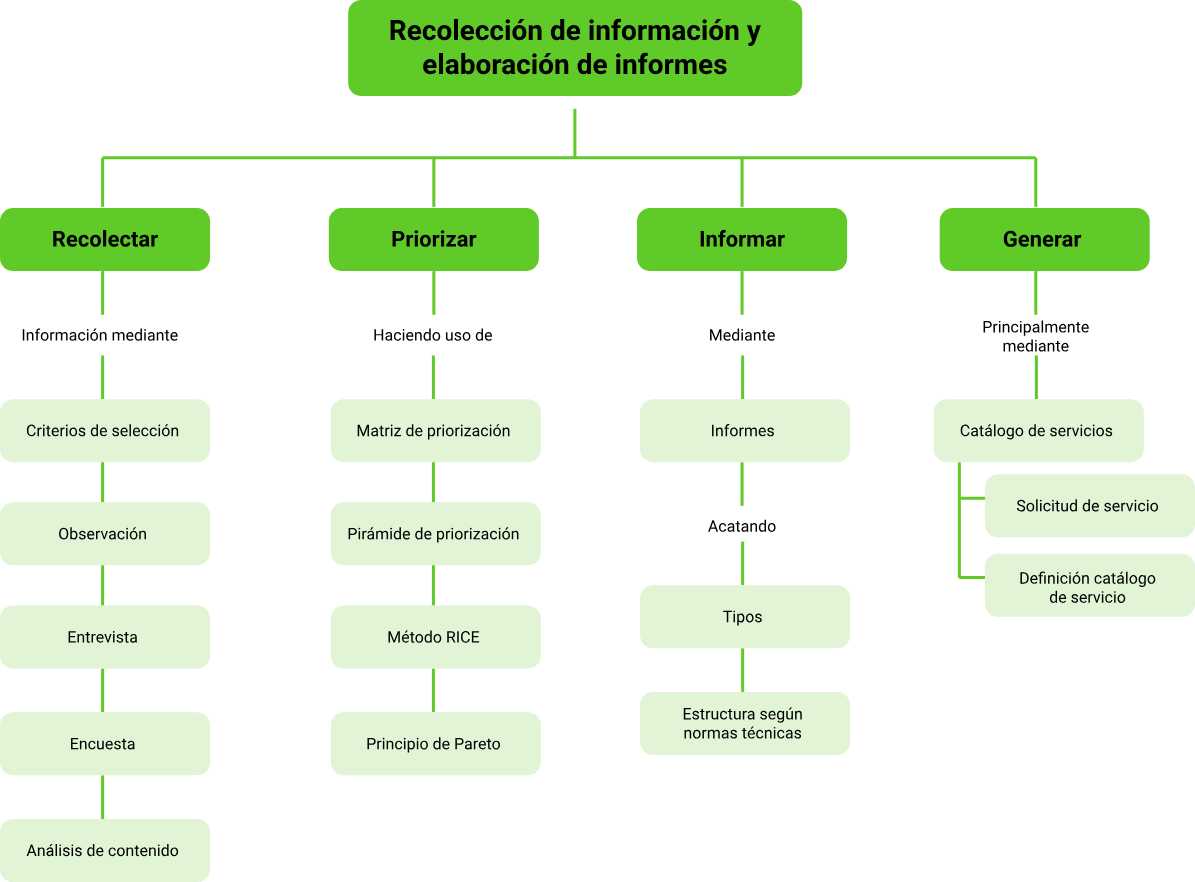 Recolección de información y
elaboración de informes
Recolectar
Priorizar
Informar
Generar
Información mediante
Haciendo uso de
Mediante
Principalmente
mediante
Criterios de selección
Matriz de priorización
Informes
Catálogo de servicios
Observación
Pirámide de priorización
Acatando
Solicitud de servicio
Definición catálogo
de servicio
Entrevista
Método RICE
Tipos
Encuesta
Principio de Pareto
Estructura según
normas técnicas
Análisis de contenido